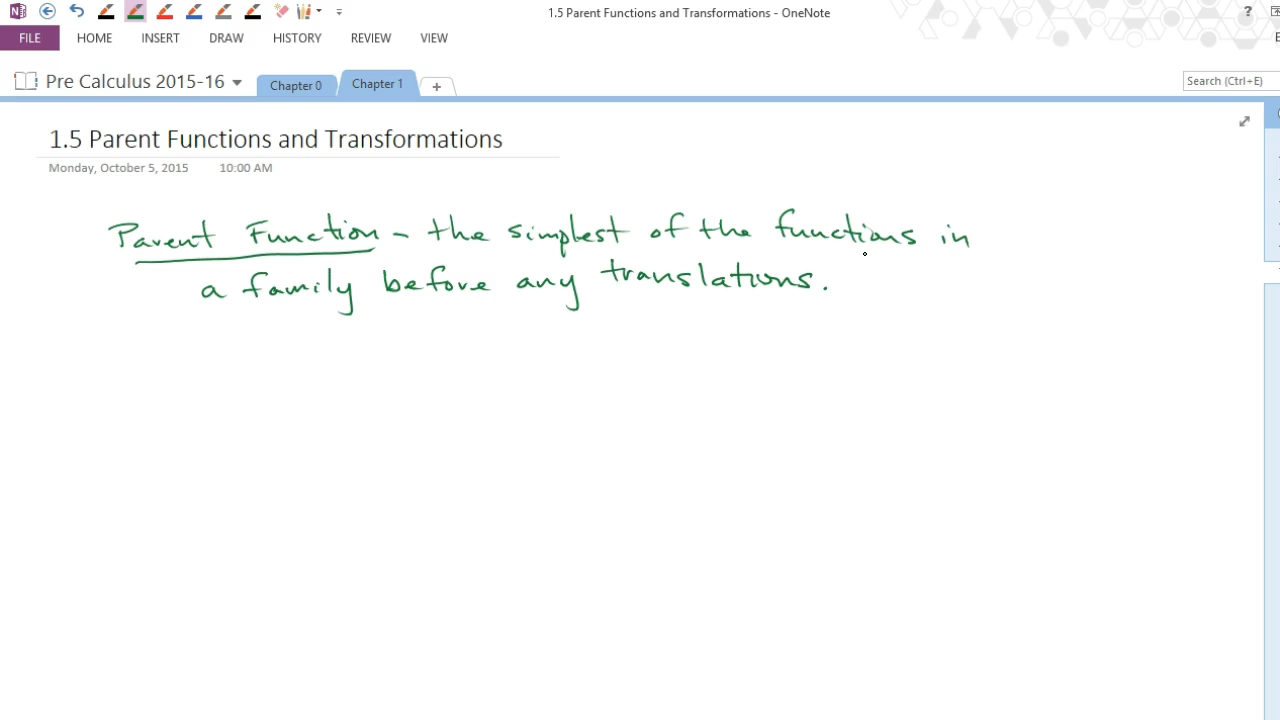 1.5 Parent Functions and Transformations - OneNote
?
FILE HOME INSERT DRAW HISTORY REVIEW VIEW
Pre Calculus 2015-16 Chapter 0 Chapter 1 +
Search (Ctrl+E)
1.5 Parent Functions and Transformations
Monday, October 5, 2015 10:00 AM
Parent Function - the simplest of the functions in
a family before any translations.